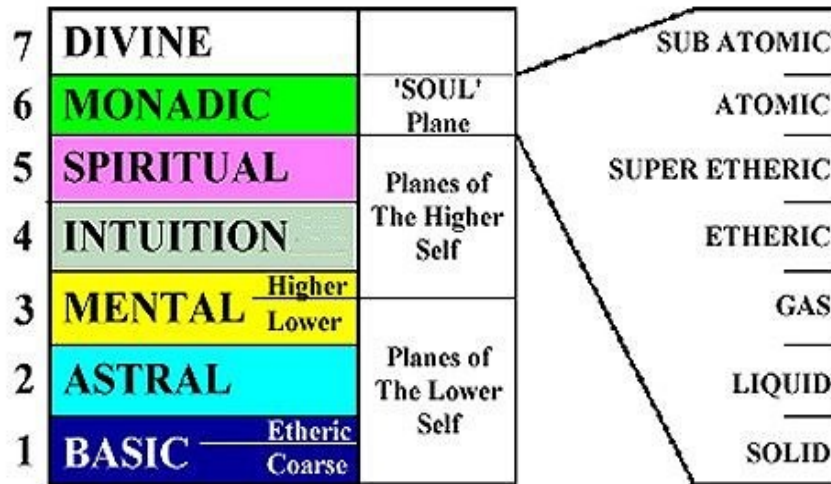 7 DIVINE
6 MONADIC
5 SPIRITUAL
4 INTUITION
3 MENTAL Higher
Lower
2 ASTRAL
1 BASIC Etheric
Coarse
'SOUL'
Plane
Planes of
The Higher
Self
Planes of
The Lower
Self
SUB ATOMIC
ATOMIC
SUPER ETHERIC
ETHERIC
GAS
LIQUID
SOLID